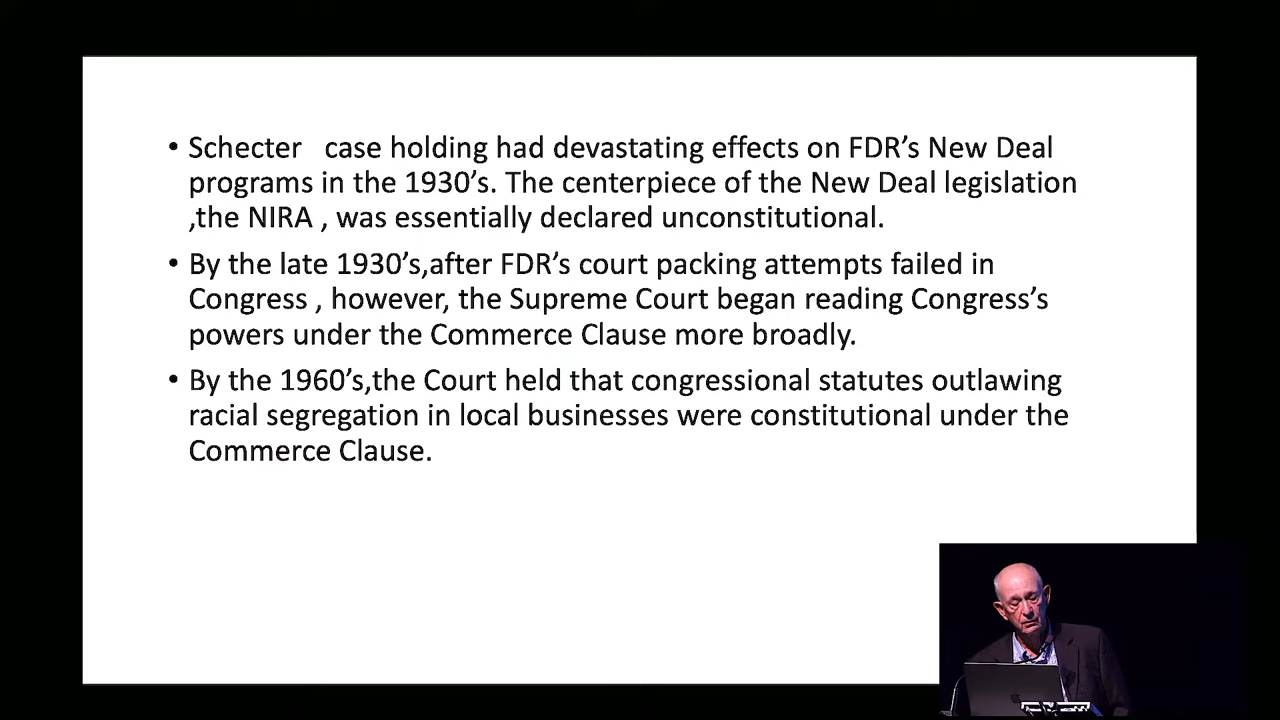 • Schecter   case holding had devastating effects on FDR’s New Deal
programs in the 1930’s. The centerpiece of the New Deal legislation
,the NIRA , was essentially declared unconstitutional.
• By the late 1930’s,after FDR’s court packing attempts failed in
Congress , however, the Supreme Court began reading Congress’s
powers under the Commerce Clause more broadly.
• By the 1960’s,the Court held that congressional statutes outlawing
racial segregation in local businesses were constitutional under the
Commerce Clause.